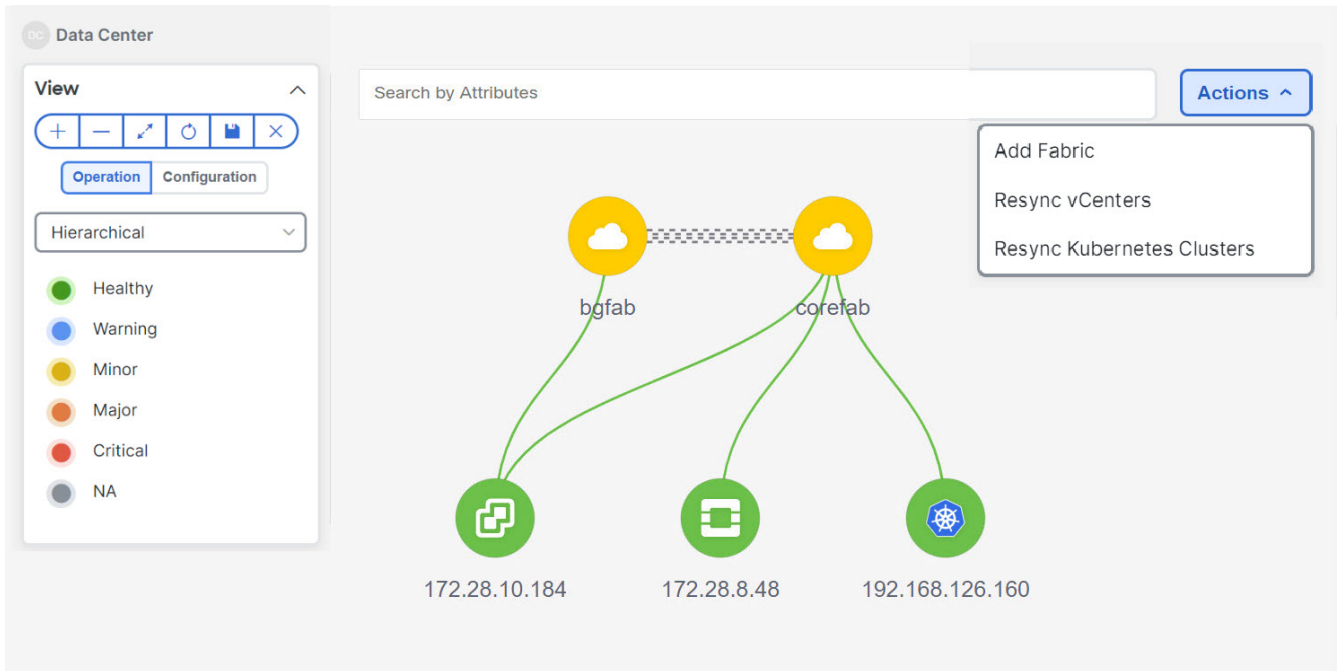 DC Data Center
View
Search by Attributes
Actions
Operation Configuration
Hierarchical
Healthy
Warning
Minor
Major
Critical
NA
Add Fabric
Resync vCenters
Resync Kubernetes Clusters
bgfab
corefab
172.28.10.184
172.28.8.48
192.168.126.160